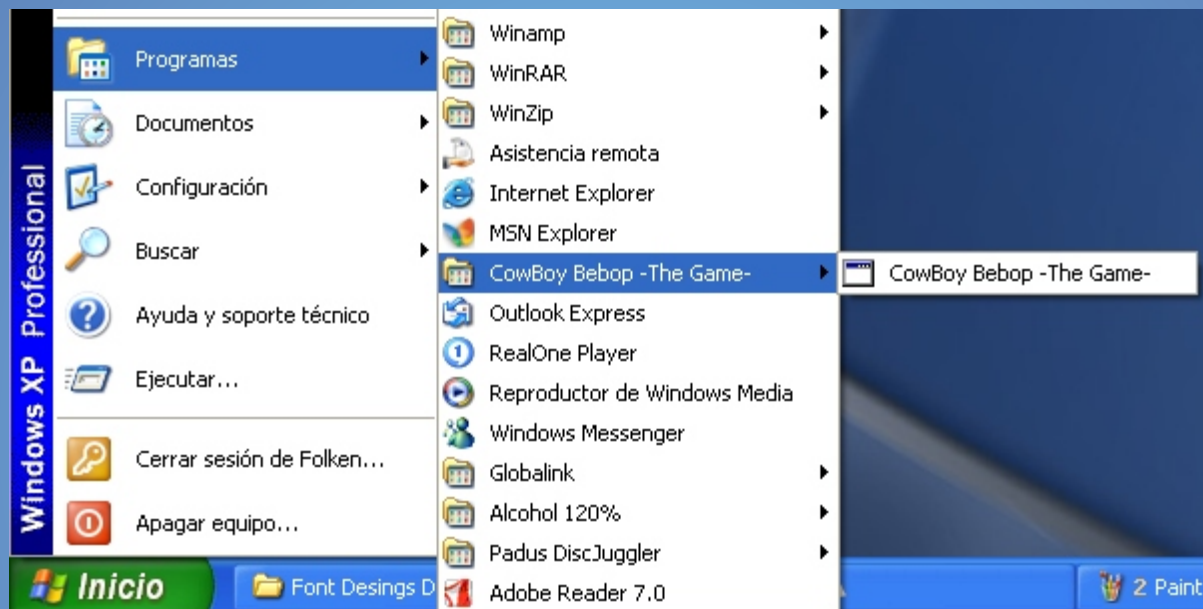 Windows XP Professional
Programas
Documentos
Configuración
Buscar
Ayuda y soporte técnico
Ejecutar...
Cerrar sesión de Folken...
Apagar equipo...
Winamp
WinRAR
WinZip
Asistencia remota
Internet Explorer
MSN Explorer
CowBoy Bebop -The Game-
Outlook Express
RealOne Player
Reproductor de Windows Media
Windows Messenger
Globalink
Alcohol 120%
Padus DiscJuggler
Adobe Reader 7.0
CowBoy Bebop -The Game-
Inicio
Font Desings D
2 Paint